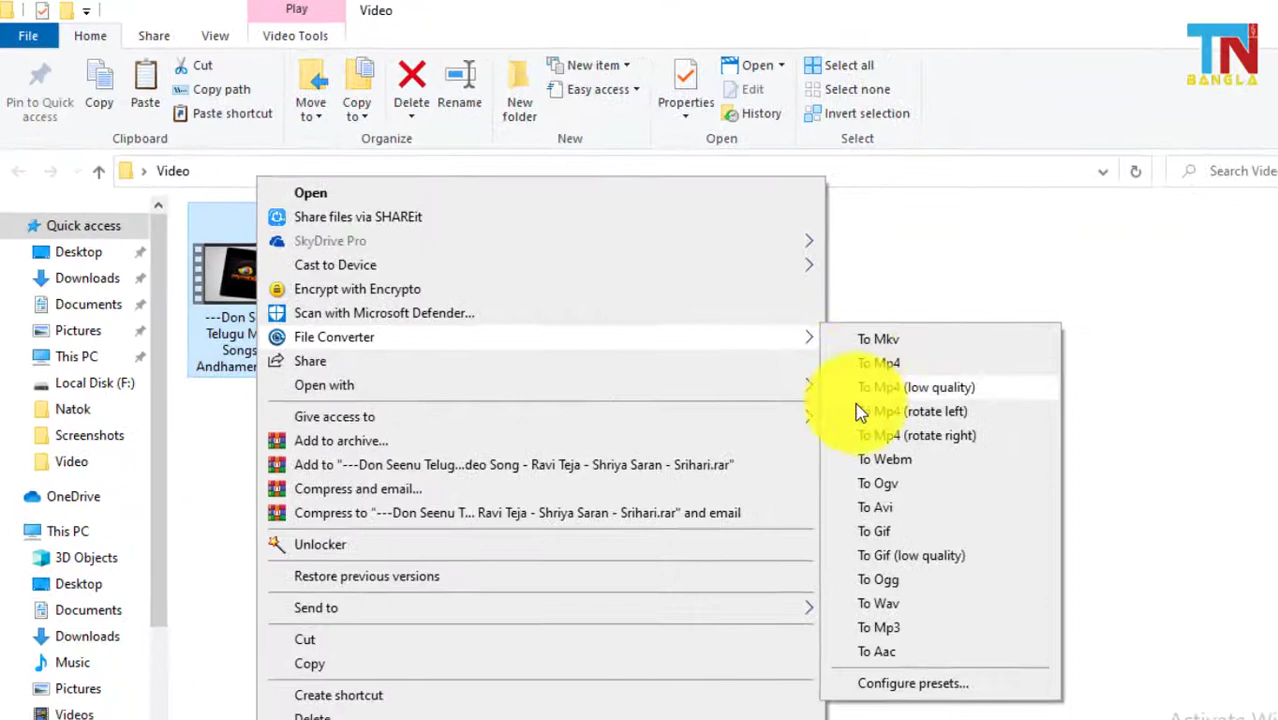 Play
Video
File
Home
Share
View
Video Tools
Pin to Quick
access
Copy
Paste
Cut
Copy path
Paste shortcut
Clipboard
Move
to
Copy
to
Delete
Rename
Organize
New
folder
New item
Easy access
New
Properties
Open
Edit
History
Open
Select all
Select none
Invert selection
Select
TN
BANGLA
Video
Search Vide
Quick access
Desktop
Downloads
Documents
Pictures
This PC
Local Disk (F:)
Natok
Screenshots
Video
OneDrive
This PC
3D Objects
Desktop
Documents
Downloads
Music
Pictures
Videos
---Don S
Telugu M
Songs
Andhamer
Open
Share files via SHAREit
SkyDrive Pro
Cast to Device
Encrypt with Encrypto
Scan with Microsoft Defender...
File Converter
Share
Open with
Give access to
Add to archive...
Add to "---Don Seenu Telug...deo Song - Ravi Teja - Shriya Saran - Srihari.rar"
Compress and email...
Compress to "---Don Seenu T... Ravi Teja - Shriya Saran - Srihari.rar" and email
Unlocker
Restore previous versions
Send to
Cut
Copy
Create shortcut
Delete
To Mkv
To Mp4
To Mp4 (low quality)
To Mp4 (rotate left)
To Mp4 (rotate right)
To Webm
To Ogv
To Avi
To Gif
To Gif (low quality)
To Ogg
To Wav
To Mp3
To Aac
Configure presets...